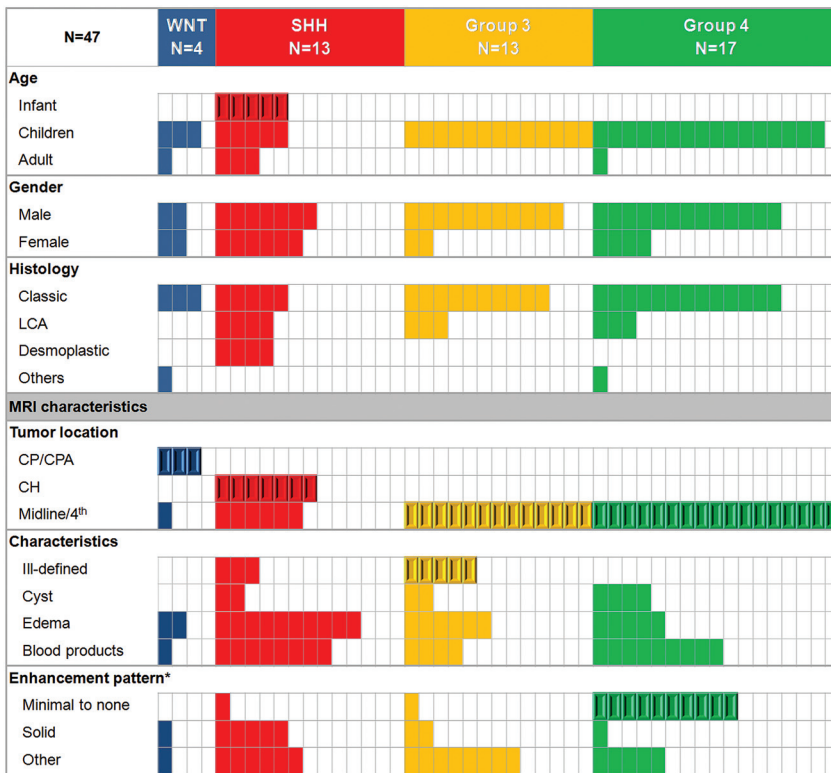 N=47
WNT
N=4
SHH
N=13
Group 3
N=13
Group 4
N=17
Age
Infant
Children
Adult
Gender
Male
Female
Histology
Classic
LCA
Desmoplastic
Others
MRI characteristics
Tumor location
CP/CPA
CH
Midline/4th
Characteristics
Ill-defined
Cyst
Edema
Blood products
Enhancement pattern*
Minimal to none
Solid
Other